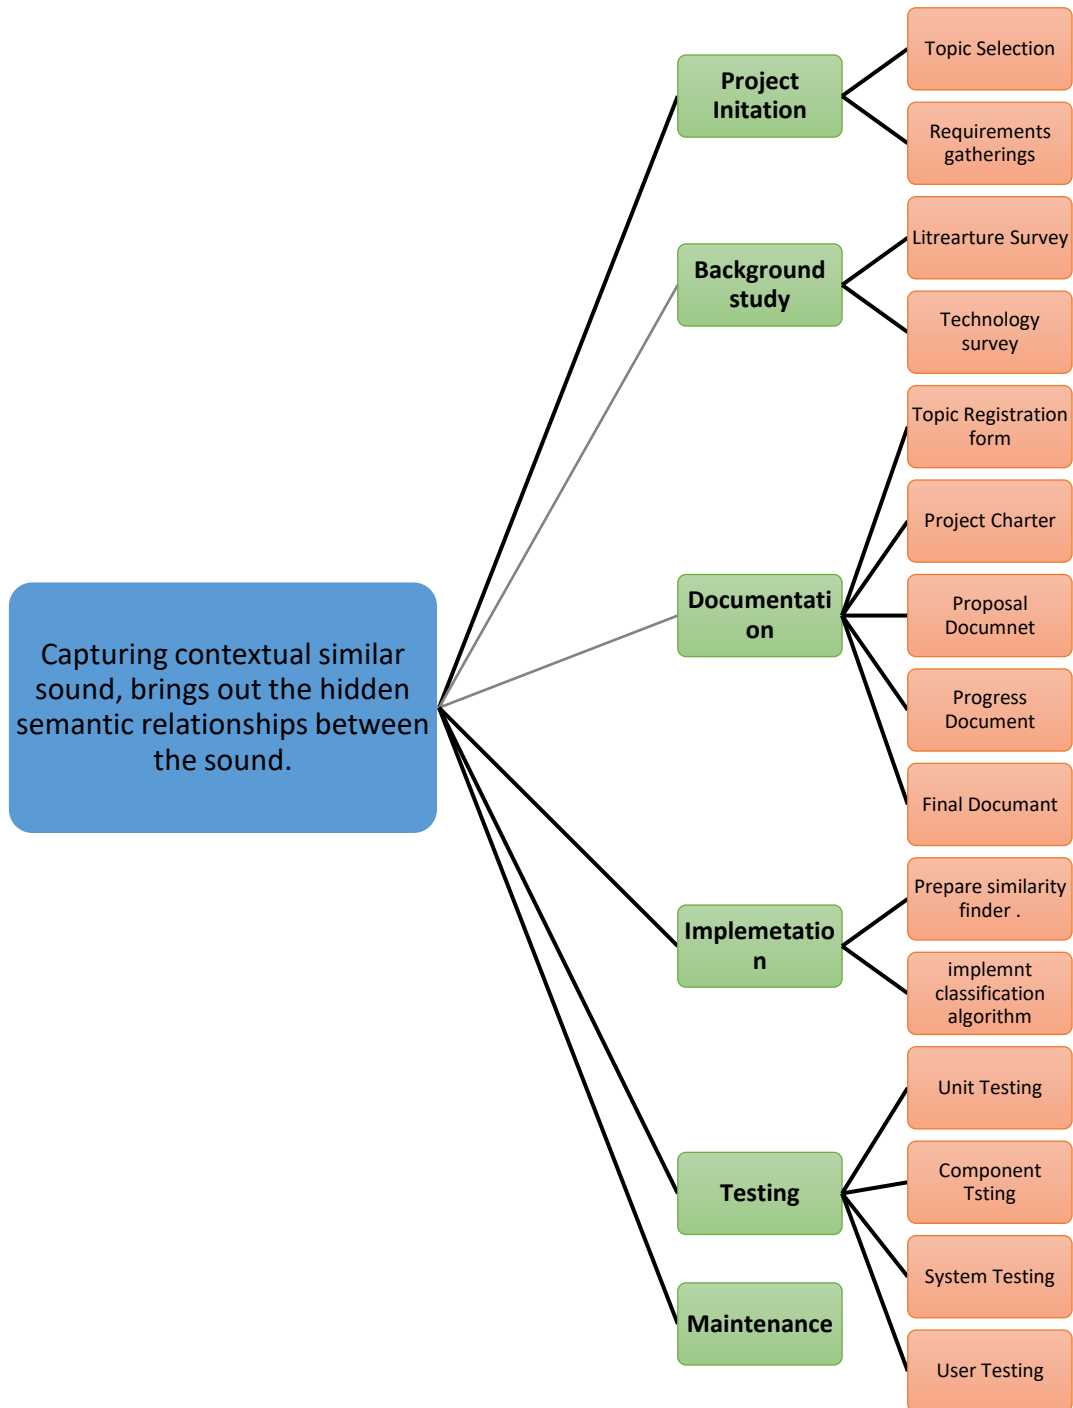 Capturing contextual similar
sound, brings out the hidden
semantic relationships between
the sound.
Project
Initation
Topic Selection
Requirements
gatherings
Background
study
Litrearture Survey
Technology
survey
Documentati
on
Topic Registration
form
Project Charter
Proposal
Documnet
Progress
Document
Final Documant
Implemetatio
n
Prepare similarity
finder .
implemnt
classification
algorithm
Testing
Unit Testing
Component
Tsting
System Testing
User Testing
Maintenance